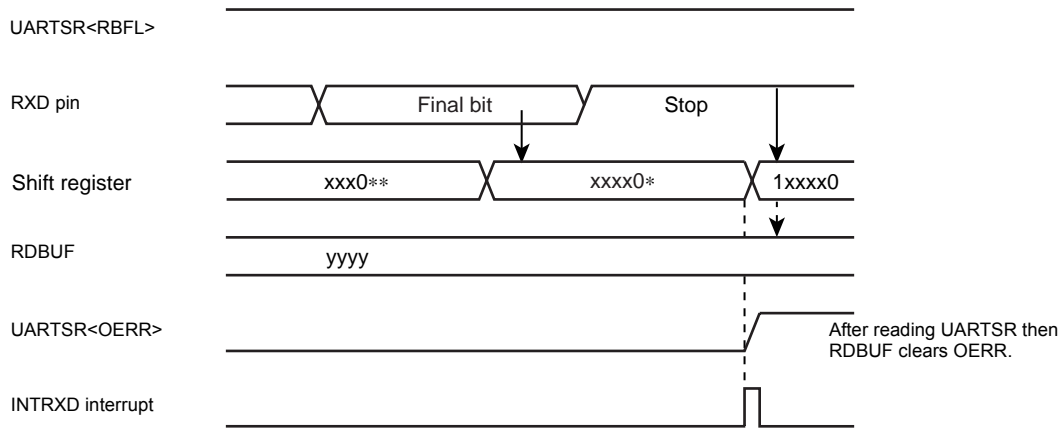 UARTSR<RBFL>
RXD pin
Final bit
Stop
Shift register
xxx0**
xxxx0*
1xxxx0
RDBUF
yyyy
UARTSR<OERR>
After reading UARTSR then
RDBUF clears OERR.
INTRXD interrupt